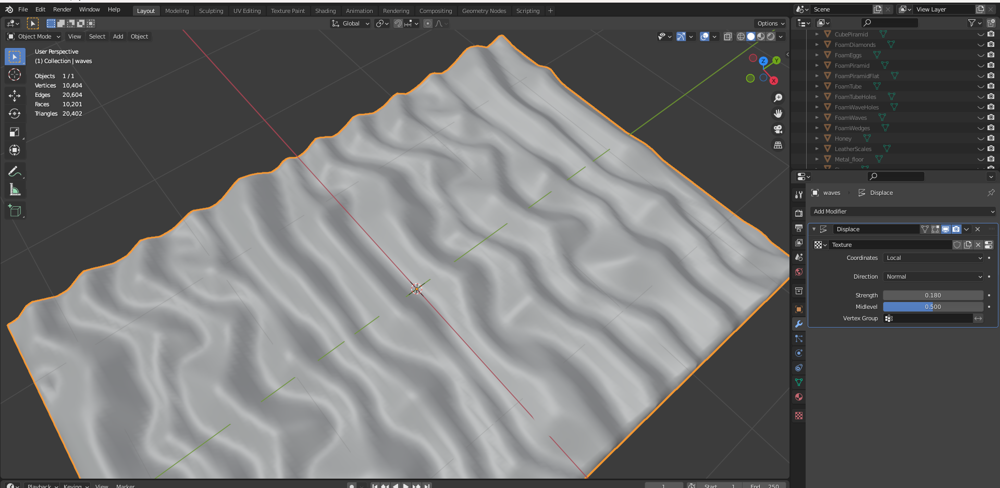 File Edit Render Window Help Layout Modeling Sculpting UV Editing Texture Paint Shading Animation Rendering Compositing Geometry Nodes Scripting + Scene View Layer
Global Options
Object Mode View Select Add Object
User Perspective
(1) Collection | waves
Objects 1 / 1
Vertices 10,404
Edges 20,604
Faces 10,201
Triangles 20,402
Z Y X
CubePiramid
FoamDiamonds
FoamEggs
FoamPiramid
FoamPiramidFlat
FoamTube
FoamTubeHoles
FoamWaveHoles
FoamWaves
FoamWedges
Honey
LeatherScales
Metal_floor
waves Displace
Add Modifier
Displace
Texture
Coordinates Local
Direction Normal
Strength 0.180
Midlevel 0.500
Vertex Group
Playback Keying View Marker 1 Start 1 End 250